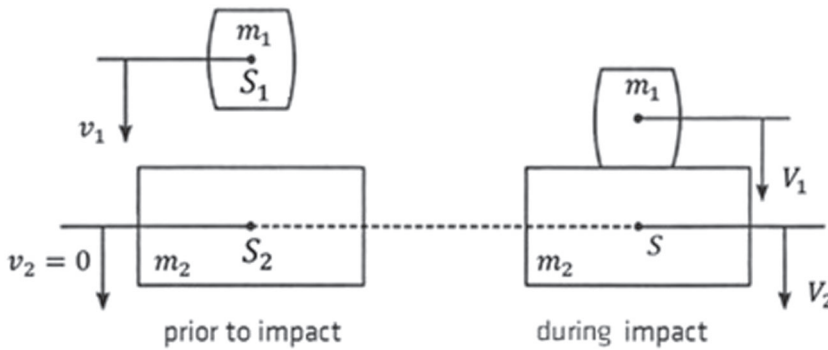 m₁
S₁
v₁
m₁
V₁
v₂ = 0
m₂
S₂
m₂
S
V₂
prior to impact
during impact